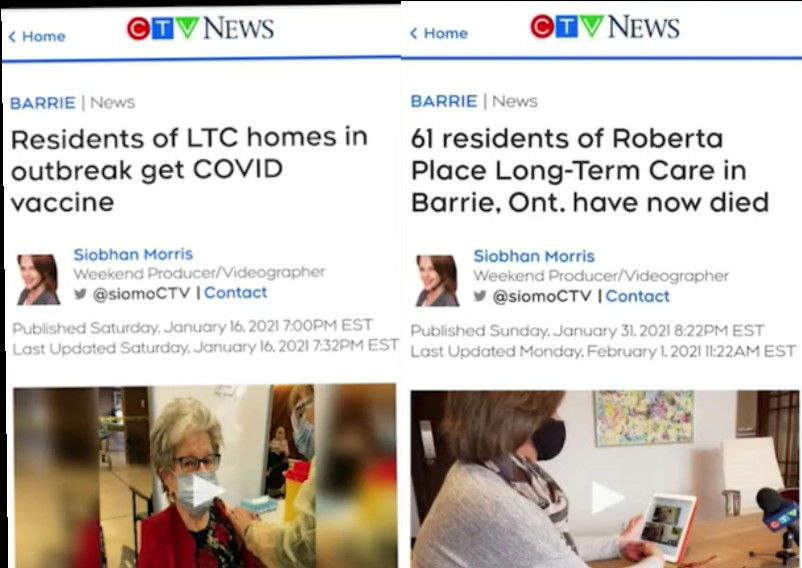 < Home
CTV NEWS
BARRIE | News
Residents of LTC homes in
outbreak get COVID
vaccine
Siobhan Morris
Weekend Producer/Videographer
@siomoCTV | Contact
Published Saturday, January 16, 2021 7:00PM EST
Last Updated Saturday, January 16, 2021 7:32PM EST
< Home
CTV NEWS
BARRIE | News
61 residents of Roberta
Place Long-Term Care in
Barrie, Ont. have now died
Siobhan Morris
Weekend Producer/Videographer
@siomoCTV | Contact
Published Sunday, January 31, 2021 8:22PM EST
Last Updated Monday, February 1, 2021 11:22AM EST